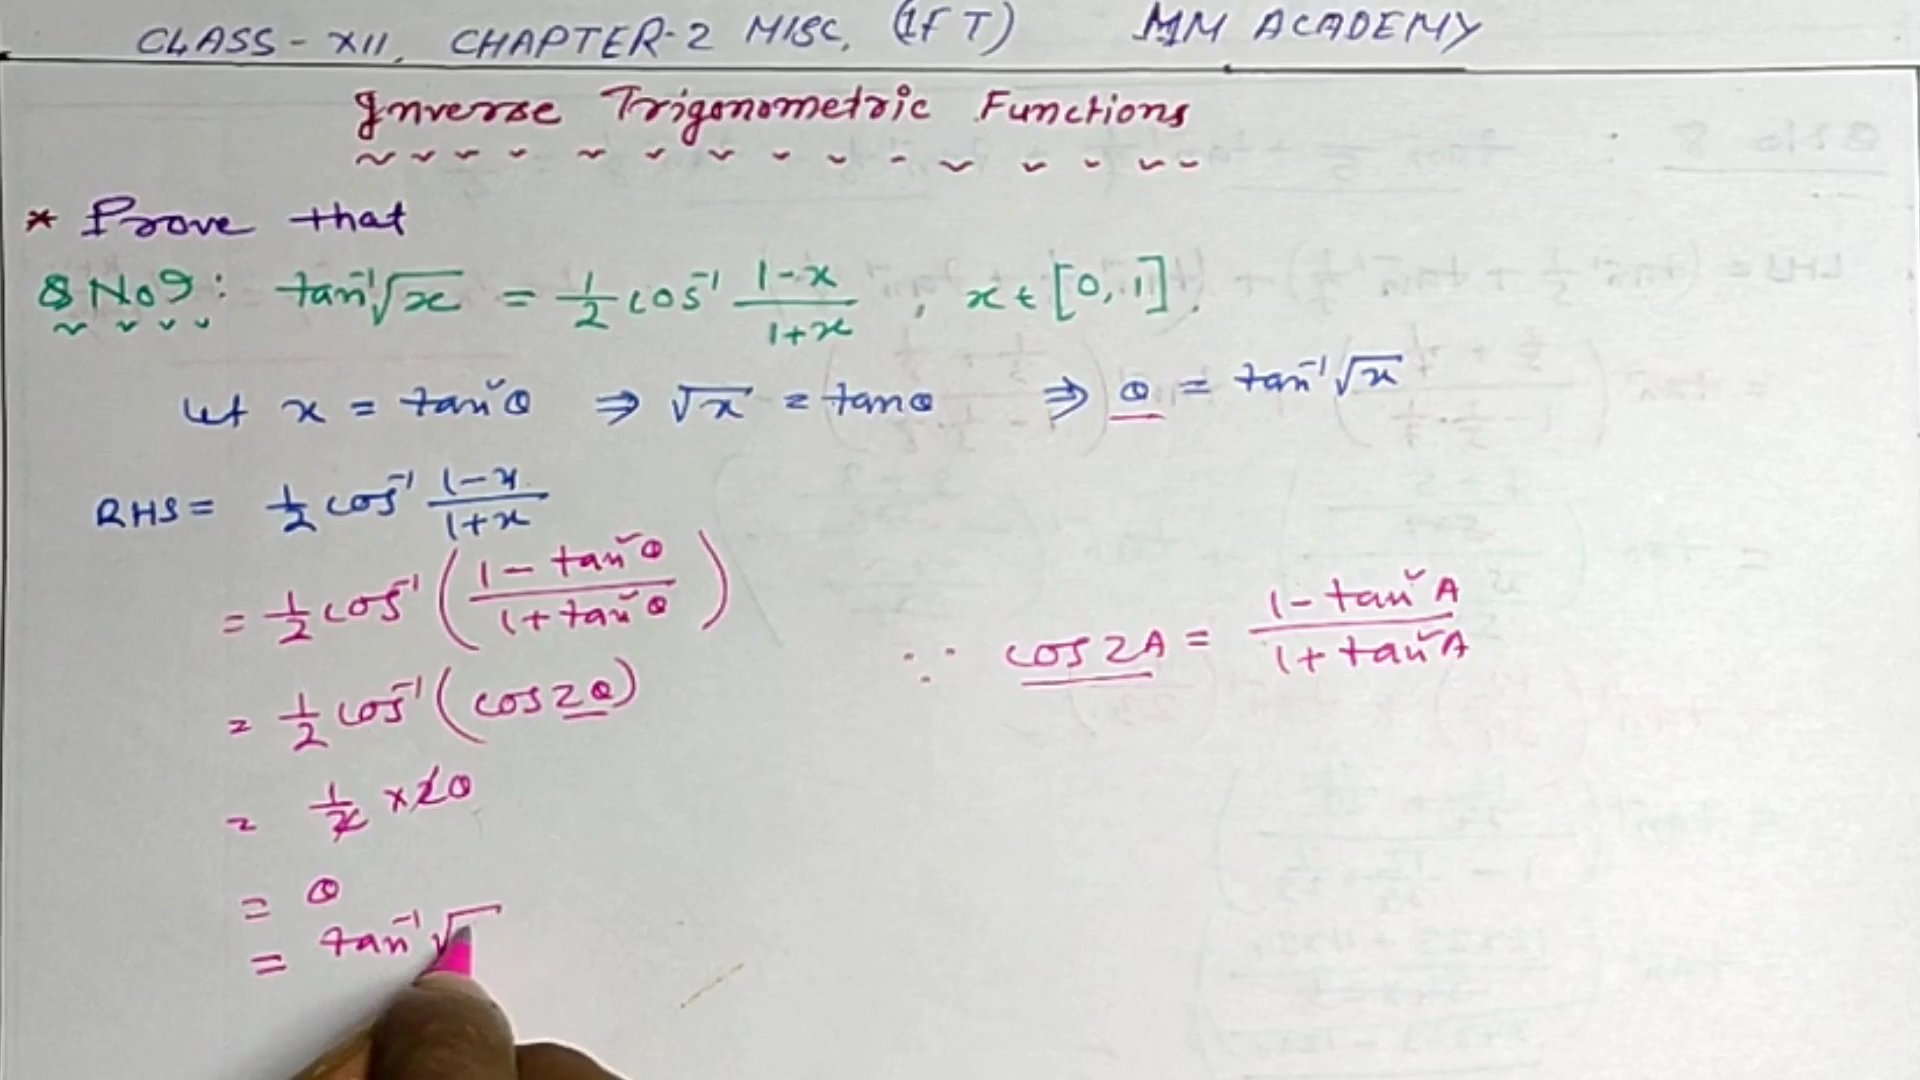 CLASS-XII, CHAPTER-2 MISC, (IFT) MM ACADEMY
Inverse Trigonometric Functions
* Prove that
Q No 9: tan⁻¹√x = 1/2 cos⁻¹ (1-x)/(1+x), x ∈ [0, 1].
Let x = tan²θ ⇒ √x = tanθ ⇒ θ = tan⁻¹√x
RHS = 1/2 cos⁻¹ (1-x)/(1+x)
= 1/2 cos⁻¹ ((1 - tan²θ)/(1 + tan²θ))
∵ cos 2A = (1 - tan²A)/(1 + tan²A)
= 1/2 cos⁻¹ (cos 2θ)
= 1/2 × 2θ
= θ
= tan⁻¹√